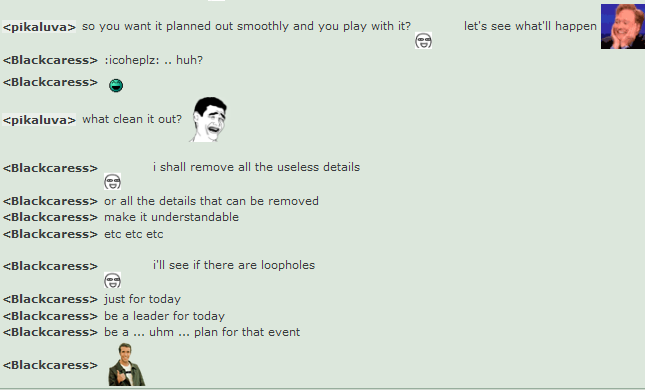 <pikaluva> so you want it planned out smoothly and you play with it? let's see what'll happen
<Blackcaress> :icoheplz: .. huh?
<Blackcaress>
<pikaluva> what clean it out?
<Blackcaress> i shall remove all the useless details
<Blackcaress> or all the details that can be removed
<Blackcaress> make it understandable
<Blackcaress> etc etc etc
<Blackcaress> i'll see if there are loopholes
<Blackcaress> just for today
<Blackcaress> be a leader for today
<Blackcaress> be a ... uhm ... plan for that event
<Blackcaress>